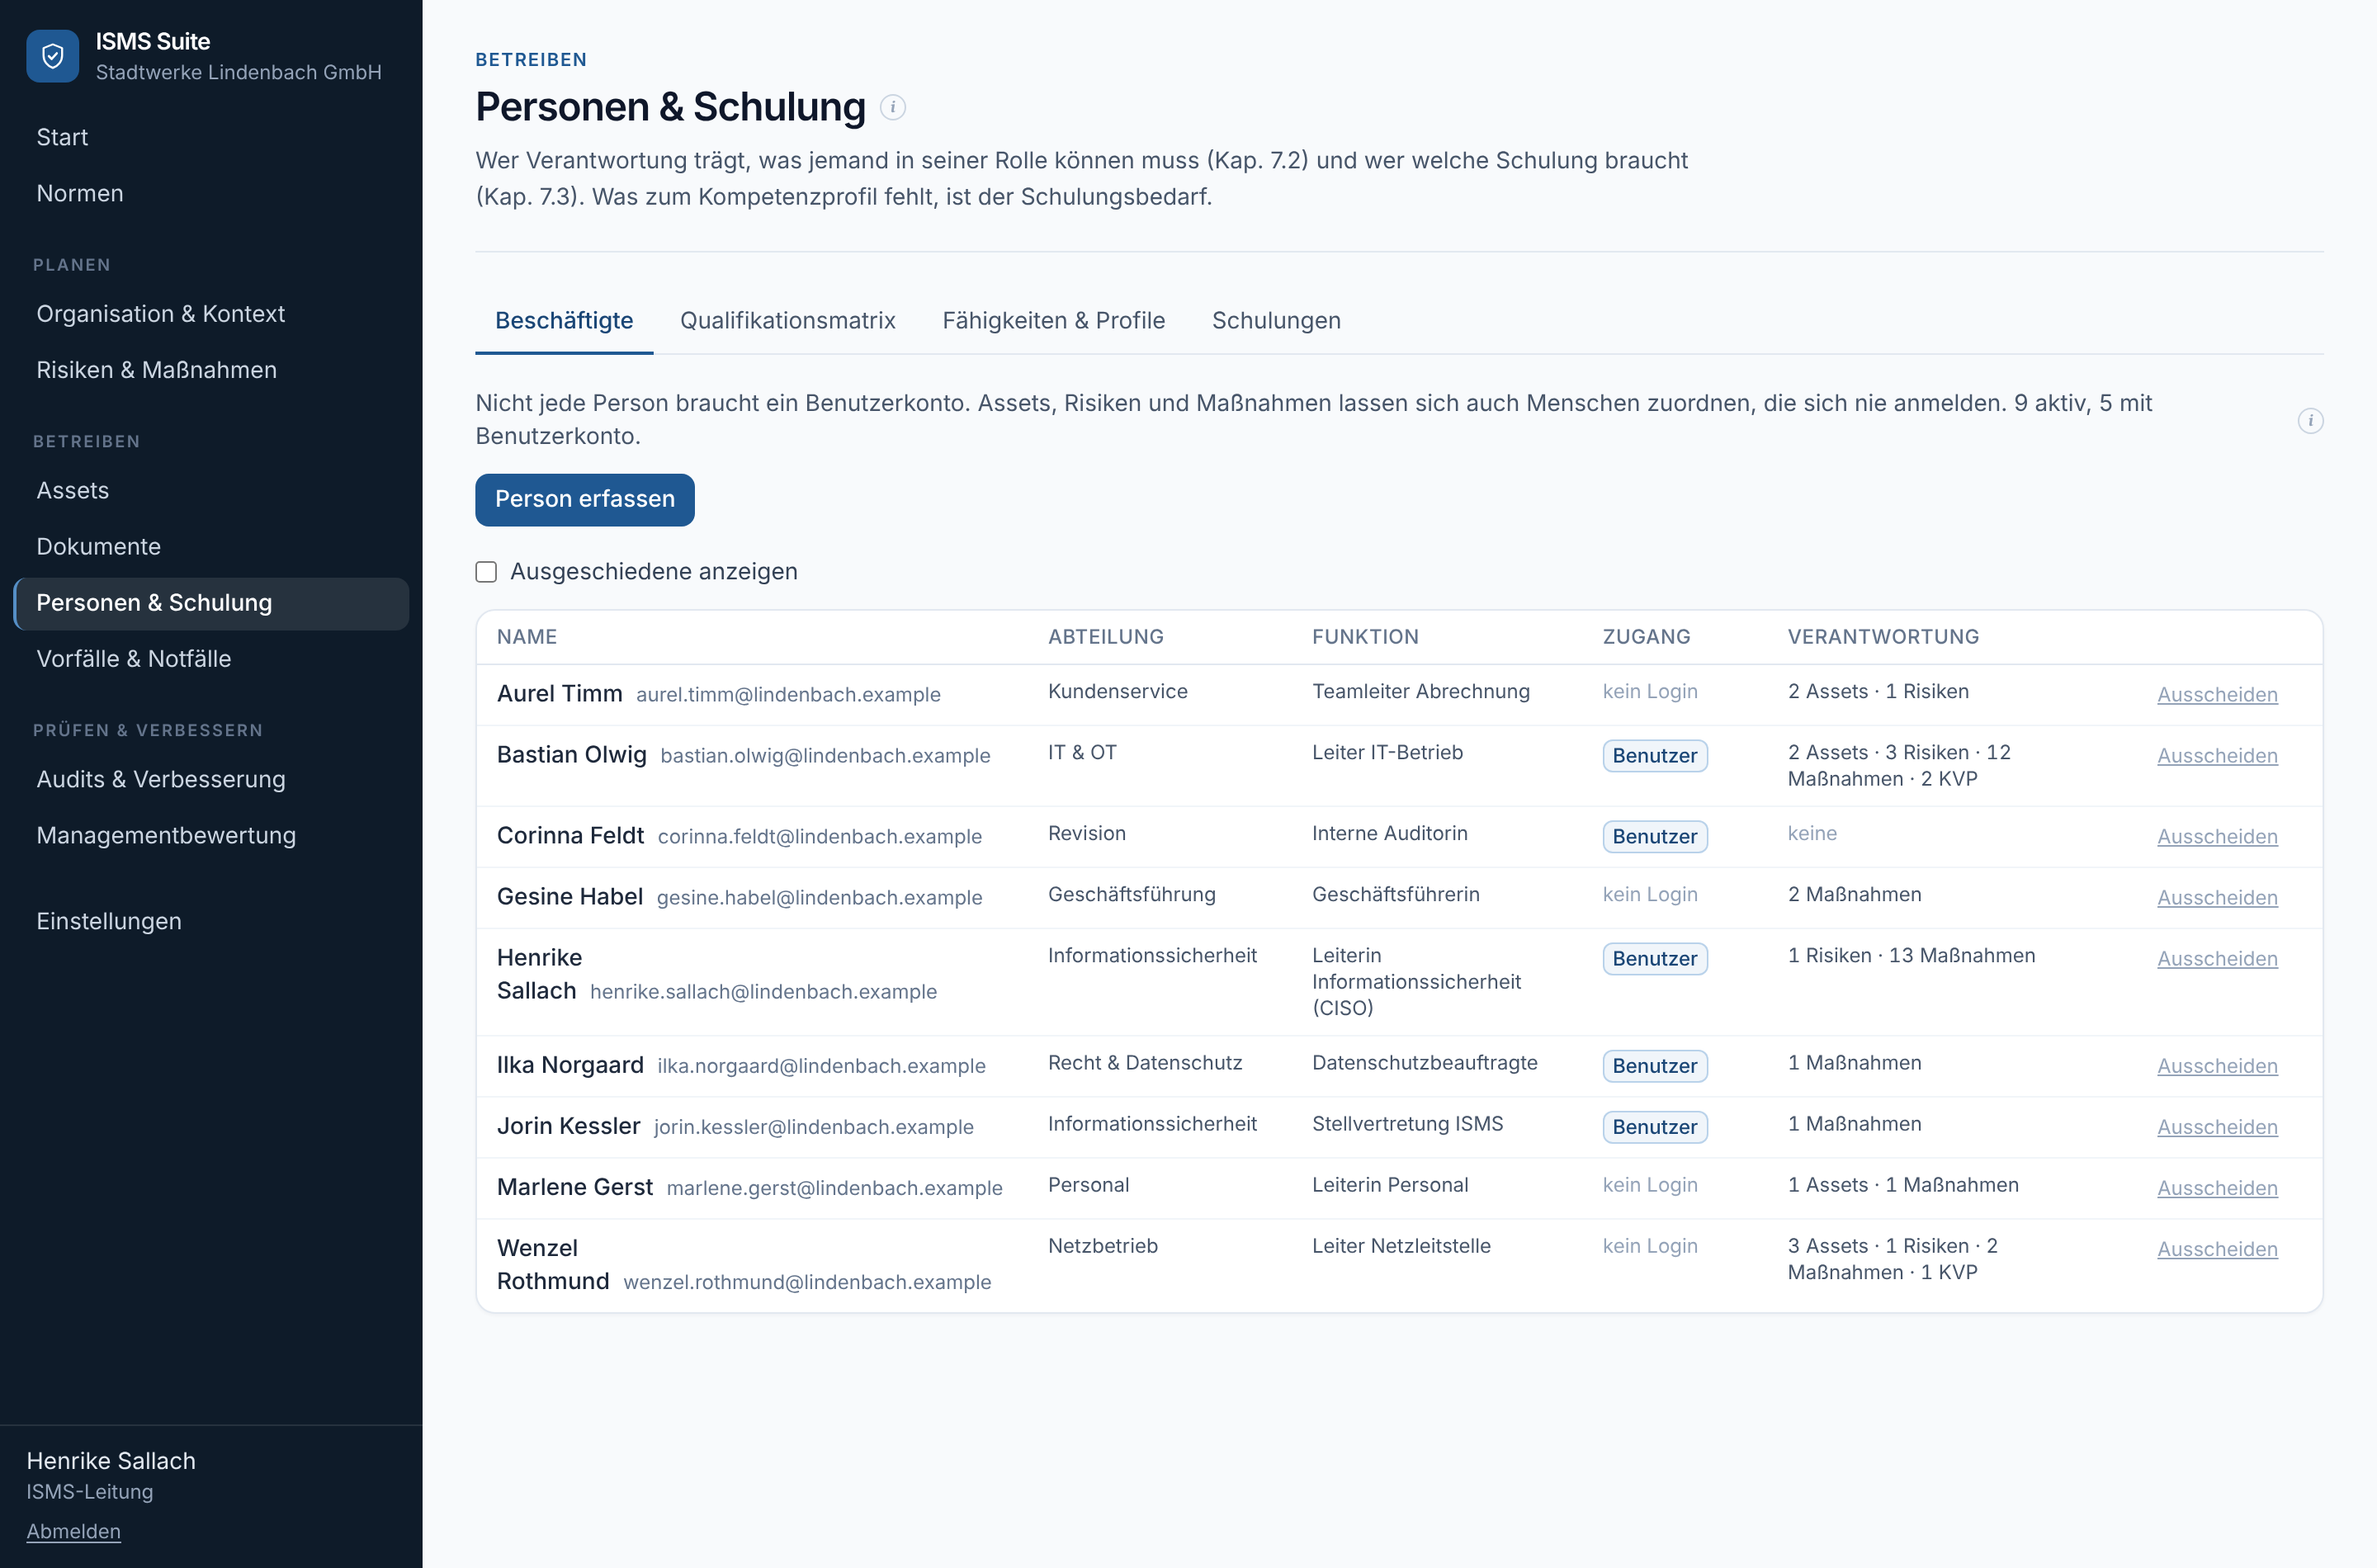 ISMS Suite
Stadtwerke Lindenbach GmbH
Start
Normen
PLANEN
Organisation & Kontext
Risiken & Maßnahmen
BETREIBEN
Assets
Dokumente
Personen & Schulung
Vorfälle & Notfälle
PRÜFEN & VERBESSERN
Audits & Verbesserung
Managementbewertung
Einstellungen
Henrike Sallach
ISMS-Leitung
Abmelden
BETREIBEN
Personen & Schulung i
Wer Verantwortung trägt, was jemand in seiner Rolle können muss (Kap. 7.2) und wer welche Schulung braucht
(Kap. 7.3). Was zum Kompetenzprofil fehlt, ist der Schulungsbedarf.
Beschäftigte Qualifikationsmatrix Fähigkeiten & Profile Schulungen
Nicht jede Person braucht ein Benutzerkonto. Assets, Risiken und Maßnahmen lassen sich auch Menschen zuordnen, die sich nie anmelden. 9 aktiv, 5 mit
Benutzerkonto. i
Person erfassen
Ausgeschiedene anzeigen
NAME ABTEILUNG FUNKTION ZUGANG VERANTWORTUNG
Aurel Timm aurel.timm@lindenbach.example Kundenservice Teamleiter Abrechnung kein Login 2 Assets · 1 Risiken Ausscheiden
Bastian Olwig bastian.olwig@lindenbach.example IT & OT Leiter IT-Betrieb Benutzer 2 Assets · 3 Risiken · 12 Ausscheiden
Maßnahmen · 2 KVP
Corinna Feldt corinna.feldt@lindenbach.example Revision Interne Auditorin Benutzer keine Ausscheiden
Gesine Habel gesine.habel@lindenbach.example Geschäftsführung Geschäftsführerin kein Login 2 Maßnahmen Ausscheiden
Henrike Informationssicherheit Leiterin Benutzer 1 Risiken · 13 Maßnahmen Ausscheiden
Sallach henrike.sallach@lindenbach.example Informationssicherheit
(CISO)
Ilka Norgaard ilka.norgaard@lindenbach.example Recht & Datenschutz Datenschutzbeauftragte Benutzer 1 Maßnahmen Ausscheiden
Jorin Kessler jorin.kessler@lindenbach.example Informationssicherheit Stellvertretung ISMS Benutzer 1 Maßnahmen Ausscheiden
Marlene Gerst marlene.gerst@lindenbach.example Personal Leiterin Personal kein Login 1 Assets · 1 Maßnahmen Ausscheiden
Wenzel Netzbetrieb Leiter Netzleitstelle kein Login 3 Assets · 1 Risiken · 2 Ausscheiden
Rothmund wenzel.rothmund@lindenbach.example Maßnahmen · 1 KVP